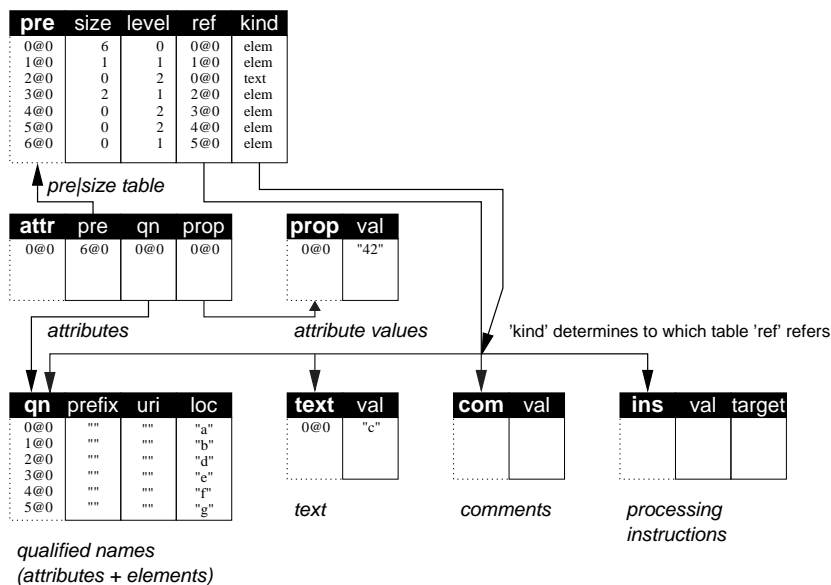 pre size level ref kind
0@0 6 0 0@0 elem
1@0 1 1 1@0 elem
2@0 0 2 0@0 text
3@0 2 1 2@0 elem
4@0 0 2 3@0 elem
5@0 0 2 4@0 elem
6@0 0 1 5@0 elem
pre|size table
attr pre qn prop
0@0 6@0 0@0 0@0
prop val
0@0 "42"
attributes
attribute values
'kind' determines to which table 'ref' refers
qn prefix uri loc
0@0 "" "" "a"
1@0 "" "" "b"
2@0 "" "" "d"
3@0 "" "" "e"
4@0 "" "" "f"
5@0 "" "" "g"
text val
0@0 "c"
com val
ins val target
text
comments
processing
instructions
qualified names
(attributes + elements)